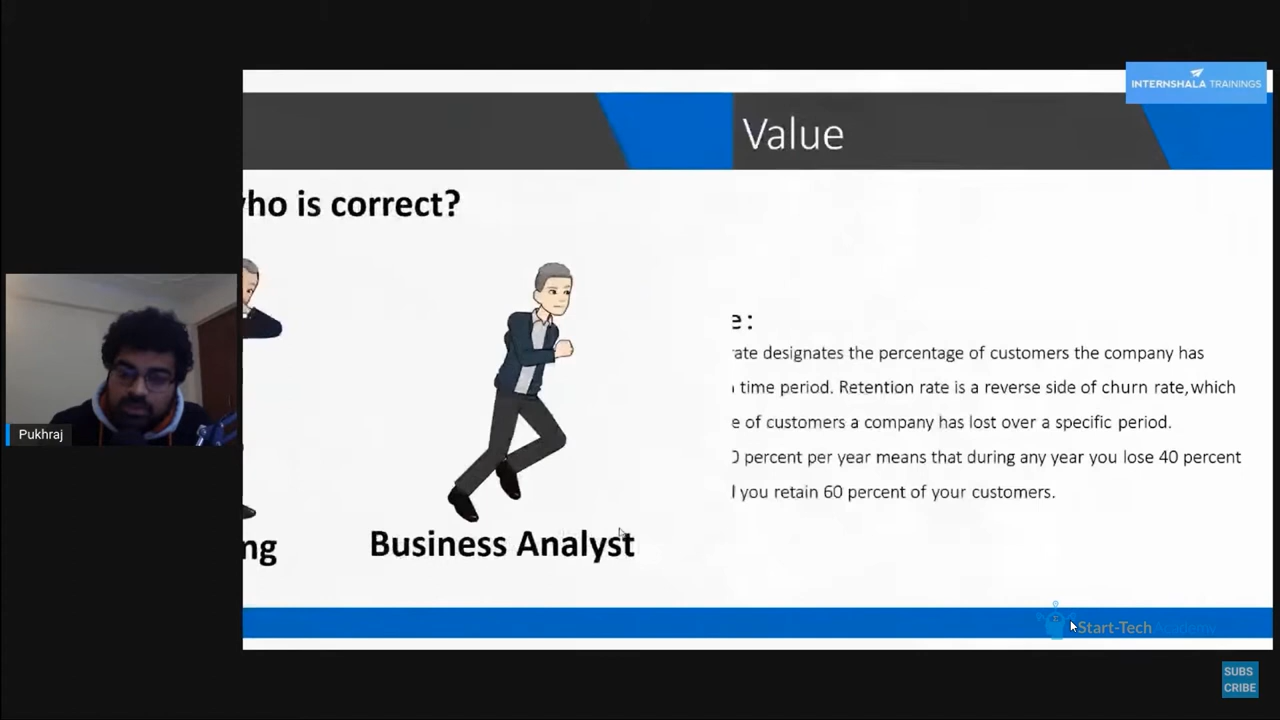 INTERNSHALA TRAININGS
Value
who is correct?
e :
rate designates the percentage of customers the company has
time period. Retention rate is a reverse side of churn rate, which
e of customers a company has lost over a specific period.
0 percent per year means that during any year you lose 40 percent
you retain 60 percent of your customers.
Pukhraj
ng
Business Analyst
Start-Tech Academy
SUBS
CRIBE